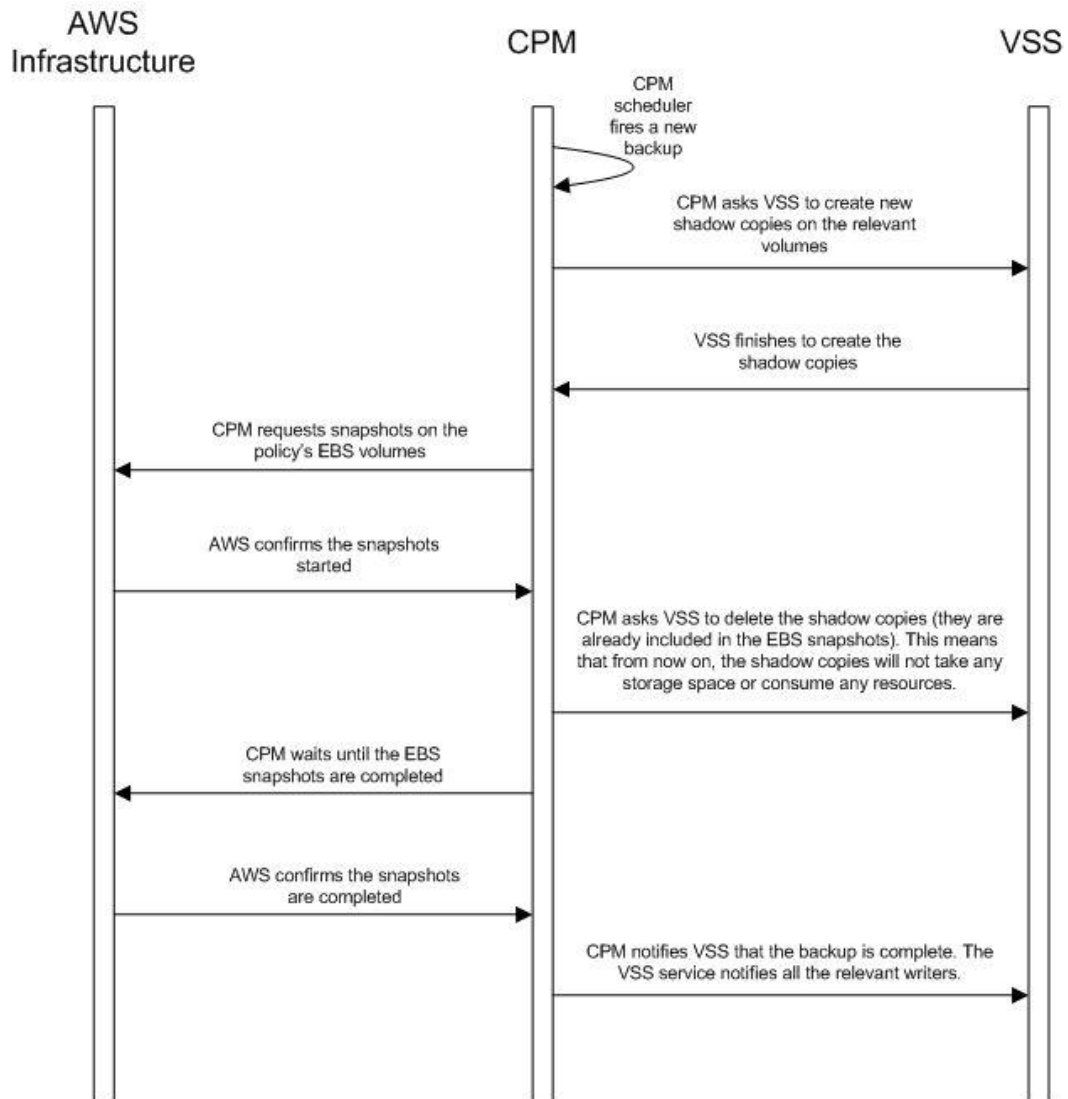 AWS
Infrastructure
CPM
VSS
CPM
scheduler
fires a new
backup
CPM asks VSS to create new
shadow copies on the relevant
volumes
VSS finishes to create the
shadow copies
CPM requests snapshots on the
policy's EBS volumes
AWS confirms the snapshots
started
CPM asks VSS to delete the shadow copies (they are
already included in the EBS snapshots). This means
that from now on, the shadow copies will not take any
storage space or consume any resources.
CPM waits until the EBS
snapshots are completed
AWS confirms the snapshots
are completed
CPM notifies VSS that the backup is complete. The
VSS service notifies all the relevant writers.